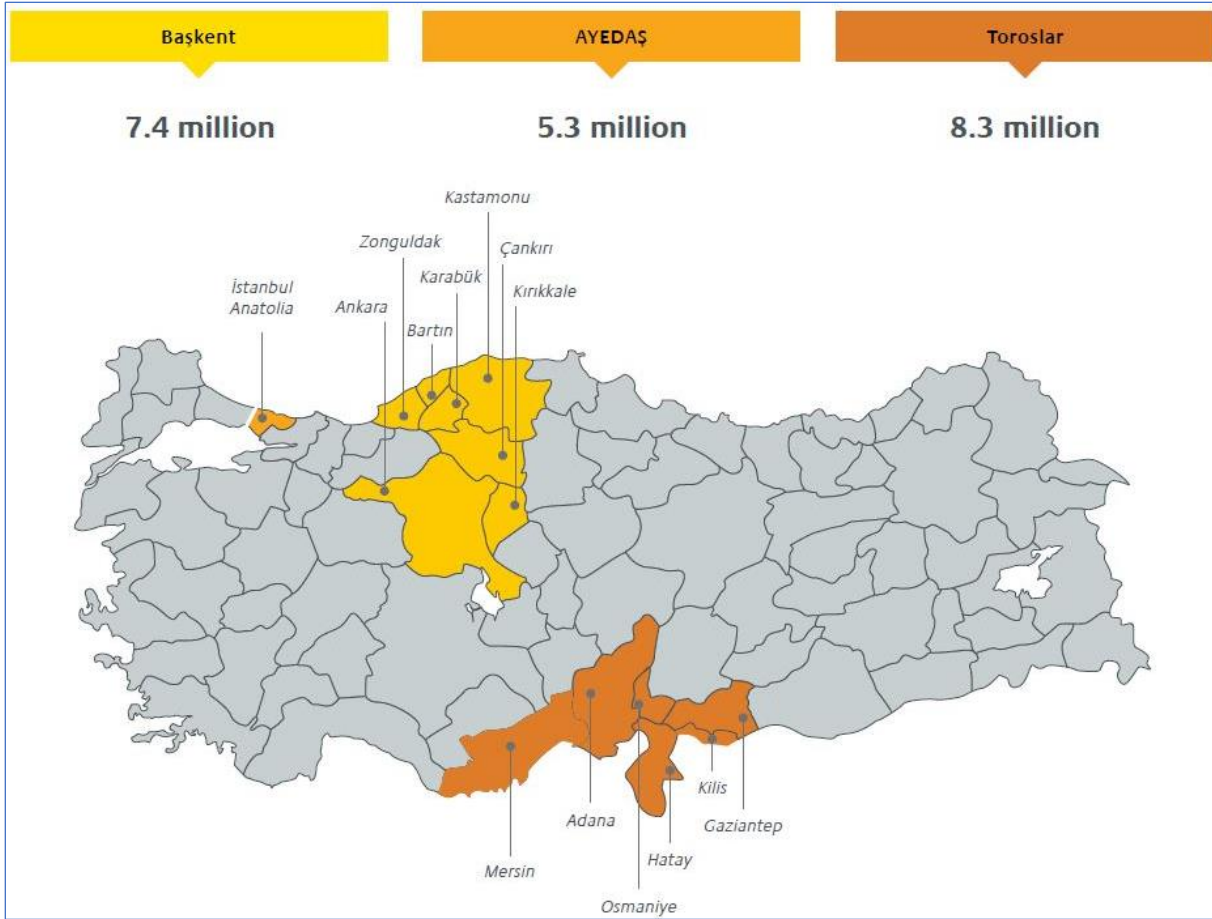 Başkent
AYEDAŞ
Toroslar
7.4 million
5.3 million
8.3 million
Kastamonu
Zonguldak
Çankırı
Karabük
İstanbul
Anatolia
Ankara
Kırıkkale
Bartın
Kilis
Adana
Gaziantep
Hatay
Mersin
Osmaniye